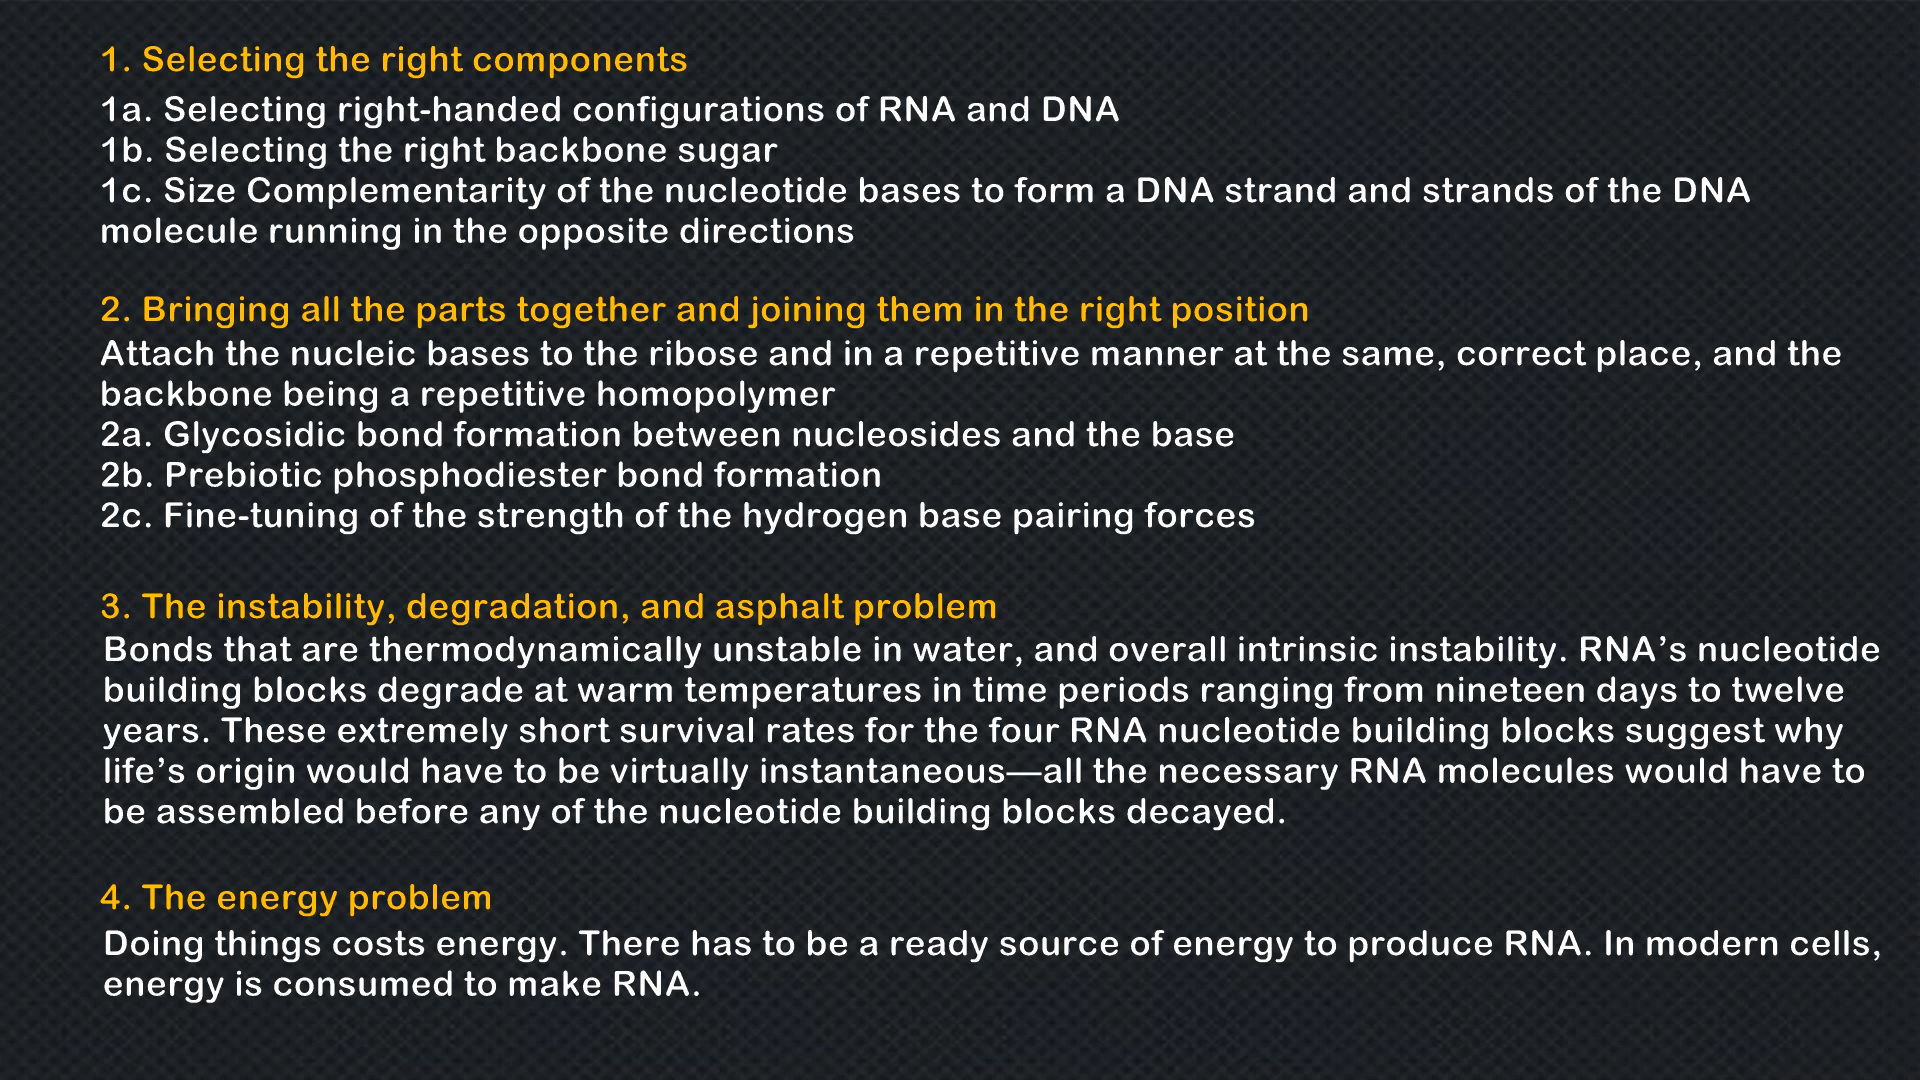 1. Selecting the right components
1a. Selecting right-handed configurations of RNA and DNA
1b. Selecting the right backbone sugar
1c. Size Complementarity of the nucleotide bases to form a DNA strand and strands of the DNA
molecule running in the opposite directions
2. Bringing all the parts together and joining them in the right position
Attach the nucleic bases to the ribose and in a repetitive manner at the same, correct place, and the
backbone being a repetitive homopolymer
2a. Glycosidic bond formation between nucleosides and the base
2b. Prebiotic phosphodiester bond formation
2c. Fine-tuning of the strength of the hydrogen base pairing forces
3. The instability, degradation, and asphalt problem
Bonds that are thermodynamically unstable in water, and overall intrinsic instability. RNA’s nucleotide
building blocks degrade at warm temperatures in time periods ranging from nineteen days to twelve
years. These extremely short survival rates for the four RNA nucleotide building blocks suggest why
life’s origin would have to be virtually instantaneous—all the necessary RNA molecules would have to
be assembled before any of the nucleotide building blocks decayed.
4. The energy problem
Doing things costs energy. There has to be a ready source of energy to produce RNA. In modern cells,
energy is consumed to make RNA.